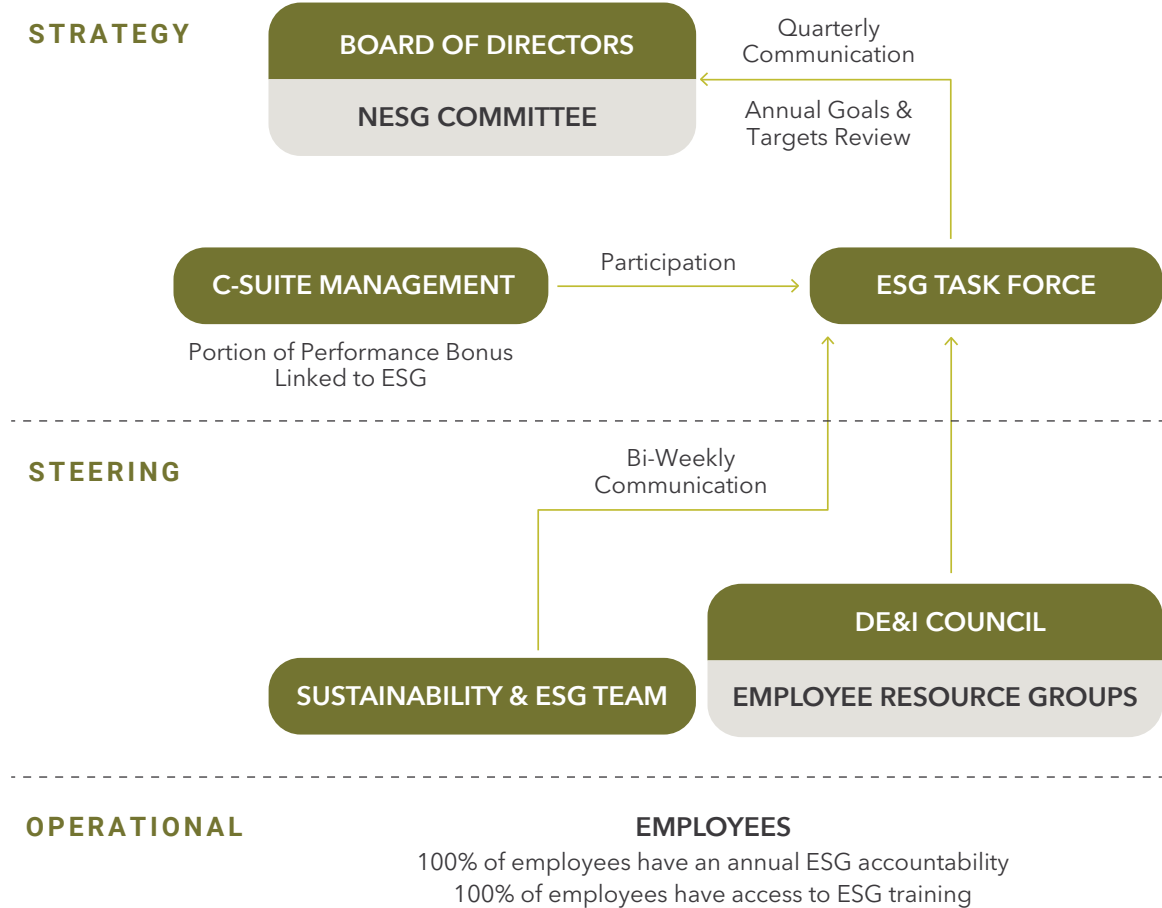 STRATEGY
BOARD OF DIRECTORS
NESG COMMITTEE
Quarterly
Communication
Annual Goals &
Targets Review
C-SUITE MANAGEMENT
Participation
ESG TASK FORCE
Portion of Performance Bonus
Linked to ESG
STEERING
Bi-Weekly
Communication
SUSTAINABILITY & ESG TEAM
DE&I COUNCIL
EMPLOYEE RESOURCE GROUPS
OPERATIONAL
EMPLOYEES
100% of employees have an annual ESG accountability
100% of employees have access to ESG training